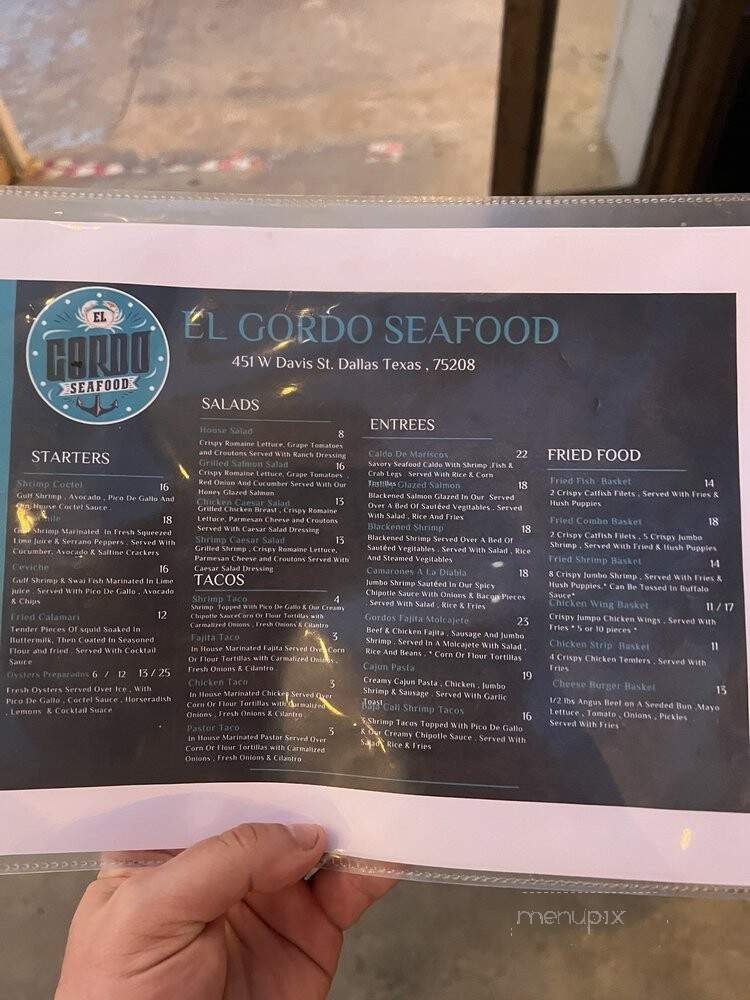 EL
GORDO
SEAFOOD
EL GORDO SEAFOOD
451 W Davis St. Dallas Texas , 75208
STARTERS
Shrimp Coctel 16
Gulf Shrimp , Avocado , Pico De Gallo And
House Coctel Sauce
18
Shrimp Marinated In Fresh Squeezed
Lime Juice & Serrano Peppers . Served With
Cucumber, Avocado & Saltine Crackers
Ceviche 16
Gulf Shrimp & Swai Fish Marinated In Lime
juice . Served With Pico De Gallo , Avocado
& Chips
Fried Calamari 12
Tender Pieces Of squid Soaked In
Buttermilk, Then Coated In Seasoned
Flour and fried . Served With Cocktail
Sauce
Oysters Preparados 6 / 12 13 / 25
Fresh Oysters Served Over Ice , With
Pico De Gallo , Coctel Sauce , Horseradish
, Lemons & Cocktail Suace
SALADS
House Salad 8
Crispy Romaine Lettuce, Grape Tomatoes
and Croutons Served With Ranch Dressing
Grilled Salmon Salad 16
Crispy Romaine Lettuce, Grape Tomatoes ,
Red Onion And Cucumber Served With Our
Honey Glazed Salmon
Chicken Caesar Salad 13
Grilled Chicken Breast , Crispy Romaine
Lettuce, Parmesan Cheese and Croutons
Served With Caesar Salad Dressing
Shrimp Caesar Salad 13
Grilled Shrimp , Crispy Romaine Lettuce,
Parmesan Cheese and Croutons Served With
Caesar Salad Dressing
TACOS
Shrimp Taco 4
Shrimp Topped With Pico De Gallo & Our Creamy
Chipotle SauceCorn Or Flour Tortillas with
Carmalized Onions , Fresh Onions & Cilantro
Fajita Taco 3
In House Marinated Fajita Served Over Corn
Or Flour Tortillas with Carmalized Onions ,
Fresh Onions & Cilantro .
Chicken Taco 3
In House Marinated Chicken Served Over
Corn Or Flour Tortillas with Carmalized
Onions , Fresh Onions & Cilantro .
Pastor Taco 3
In House Marinated Pastor Served Over
Corn Or Flour Tortillas with Carmalized
Onions , Fresh Onions & Cilantro
ENTREES
Caldo De Mariscos 22
Savory Seafood Caldo With Shrimp ,Fish &
Crab Legs . Served With Rice & Corn
Tortillas
Glazed Salmon 18
Blackened Salmon Glazed In Our Served
Over A Bed Of Sautéed Vegitables . Served
With Salad , Rice And Fries
Blackened Shrimp 18
Blackened Shrimp Served Over A Bed Of
Sautéed Vegitables . Served With Salad , Rice
And Steamed Vegitables
Camarones A La Diabla 18
Jumbo Shrimp Sautéed In Our Spicy
Chipotle Sauce With Onions & Bacon Pieces
. Served With Salad , Rice & Fries
Gordos Fajita Molcajete 23
Beef & Chicken Fajita , Sausage And Jumbo
Shrimp . Served In A Molcajete With Salad ,
Rice And Beans . * Corn Or Flour Tortillas
Cajun Pasta 19
Creamy Cajun Pasta , Chicken , Jumbo
Shrimp & Sausage . Served With Garlic
Toast
Baja Cali Shrimp Tacos 16
3 Shrimp Tacos Topped With Pico De Gallo
& Our Creamy Chipotle Sauce , Served With
Salad , Rice & Fries
FRIED FOOD
Fried Fish Basket 14
2 Crispy Catfish Filets , Served With Fries &
Hush Puppies
Fried Combo Basket 18
2 Crispy Catfish Filets , 5 Crispy Jumbo
Shrimp , Served With Fried & Hush Puppies
Fried Shrimp Basket 14
8 Crispy Jumbo Shrimp , Served With Fries &
Hush Puppies.* Can Be Tossed In Buffalo
Sauce*
Chicken Wing Basket 11 / 17
Crispy Jumpo Chicken Wings , Served With
Fries * 5 or 10 pieces *
Chicken Strip Basket 11
4 Crispy Chicken Temders , Served With
Fries
Cheese Burger Basket 13
1/2 lbs Angus Beef on A Seeded Bun ,Mayo
Lettuce , Tomato , Onions , Pickles
Served With Fries
menupix